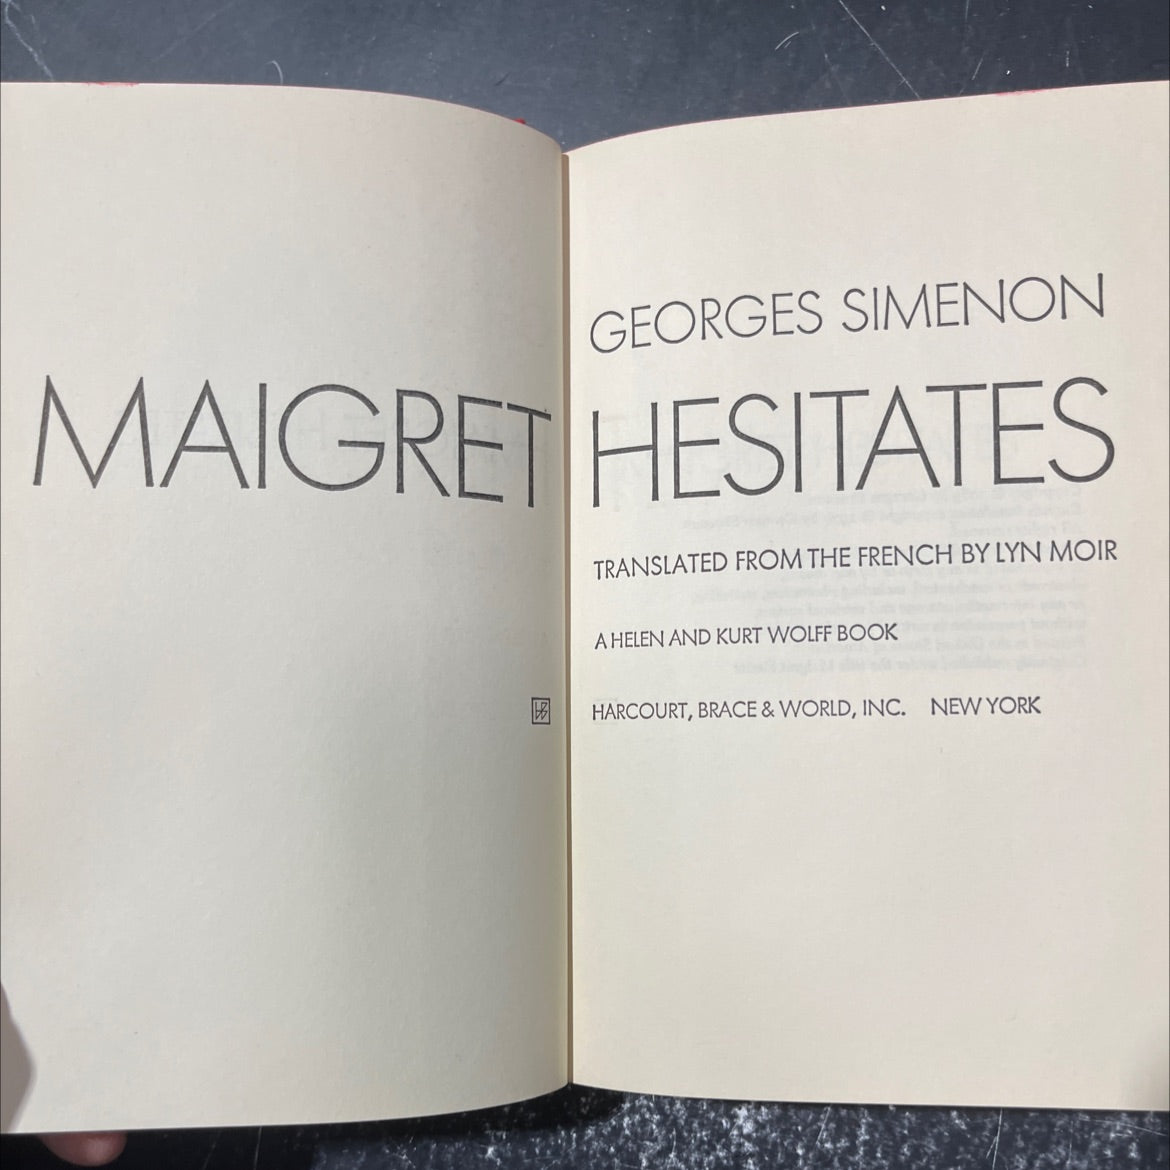 GEORGES SIMENON
MAIGRET HESITATES
TRANSLATED FROM THE FRENCH BY LYN MOIR
A HELEN AND KURT WOLFF BOOK
HARCOURT, BRACE & WORLD, INC. NEW YORK